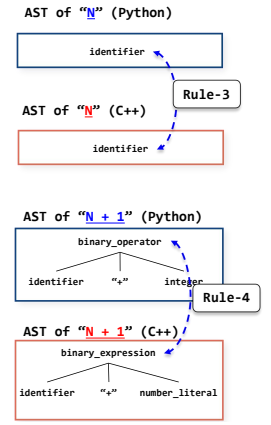 AST of “N” (Python)
identifier
Rule-3
AST of “N” (C++)
identifier
AST of “N + 1” (Python)
binary_operator
identifier “+” integer
Rule-4
AST of “N + 1” (C++)
binary_expression
identifier “+” number_literal